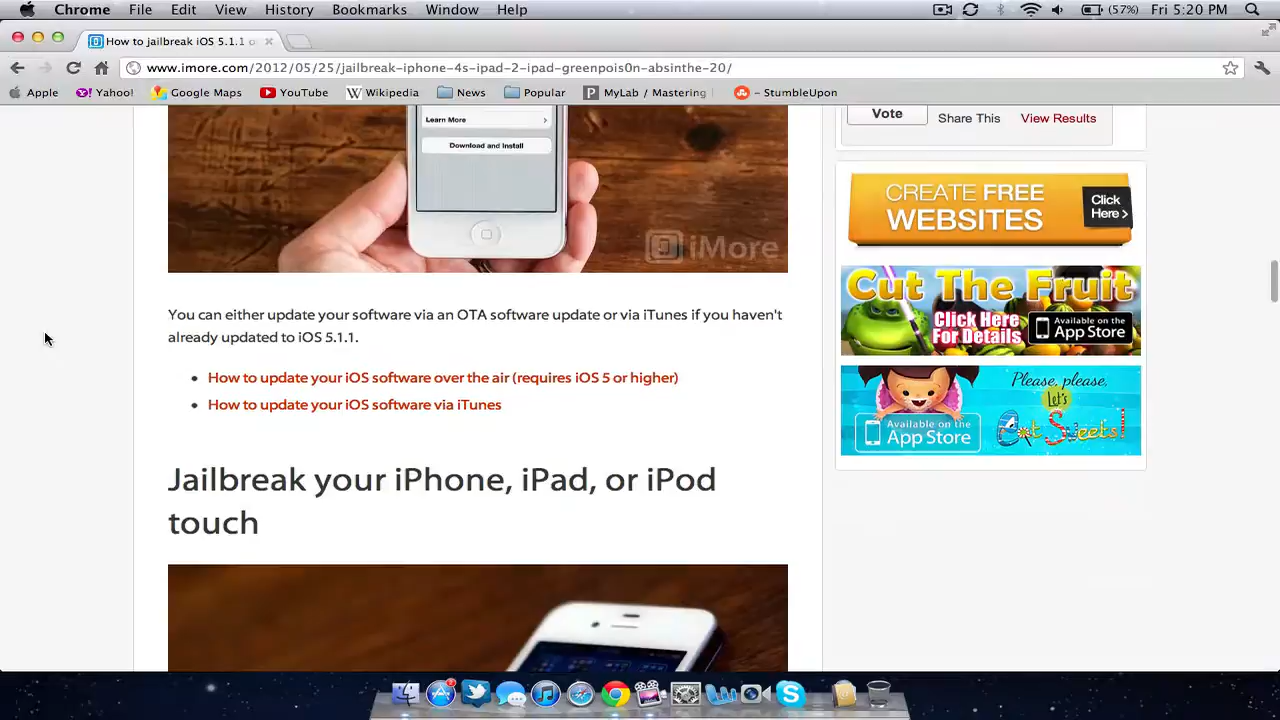 Chrome File Edit View History Bookmarks Window Help (57%) Fri 5:20 PM
How to jailbreak iOS 5.1.1 o
www.imore.com/2012/05/25/jailbreak-iphone-4s-ipad-2-ipad-greenpois0n-absinthe-20/
Apple Yahoo! Google Maps YouTube Wikipedia News Popular MyLab / Mastering – StumbleUpon
Learn More
Download and Install
iMore
Vote Share This View Results
CREATE FREE
WEBSITES
Click
Here >
Cut The Fruit
Click Here
For Details
Available on the
App Store
Please, please,
Let's
Eat Sweets!
Available on the
App Store
You can either update your software via an OTA software update or via iTunes if you haven't
already updated to iOS 5.1.1.
• How to update your iOS software over the air (requires iOS 5 or higher)
• How to update your iOS software via iTunes
Jailbreak your iPhone, iPad, or iPod
touch